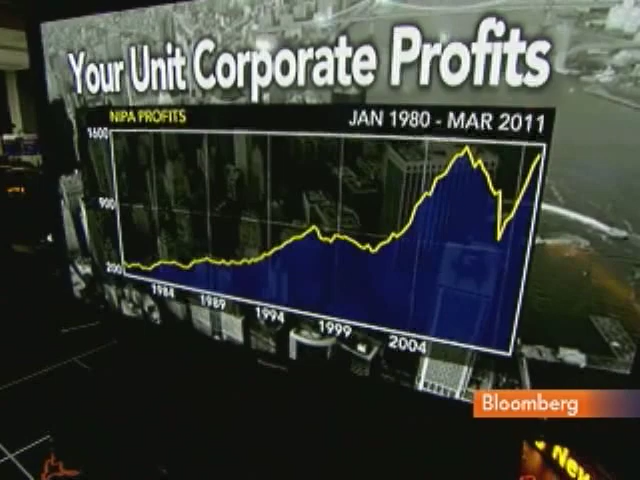 Your Unit Corporate Profits
NIPA PROFITS
JAN 1980 - MAR 2011
1600
900
200
1984
1989
1994
1999
2004
Bloomberg
New